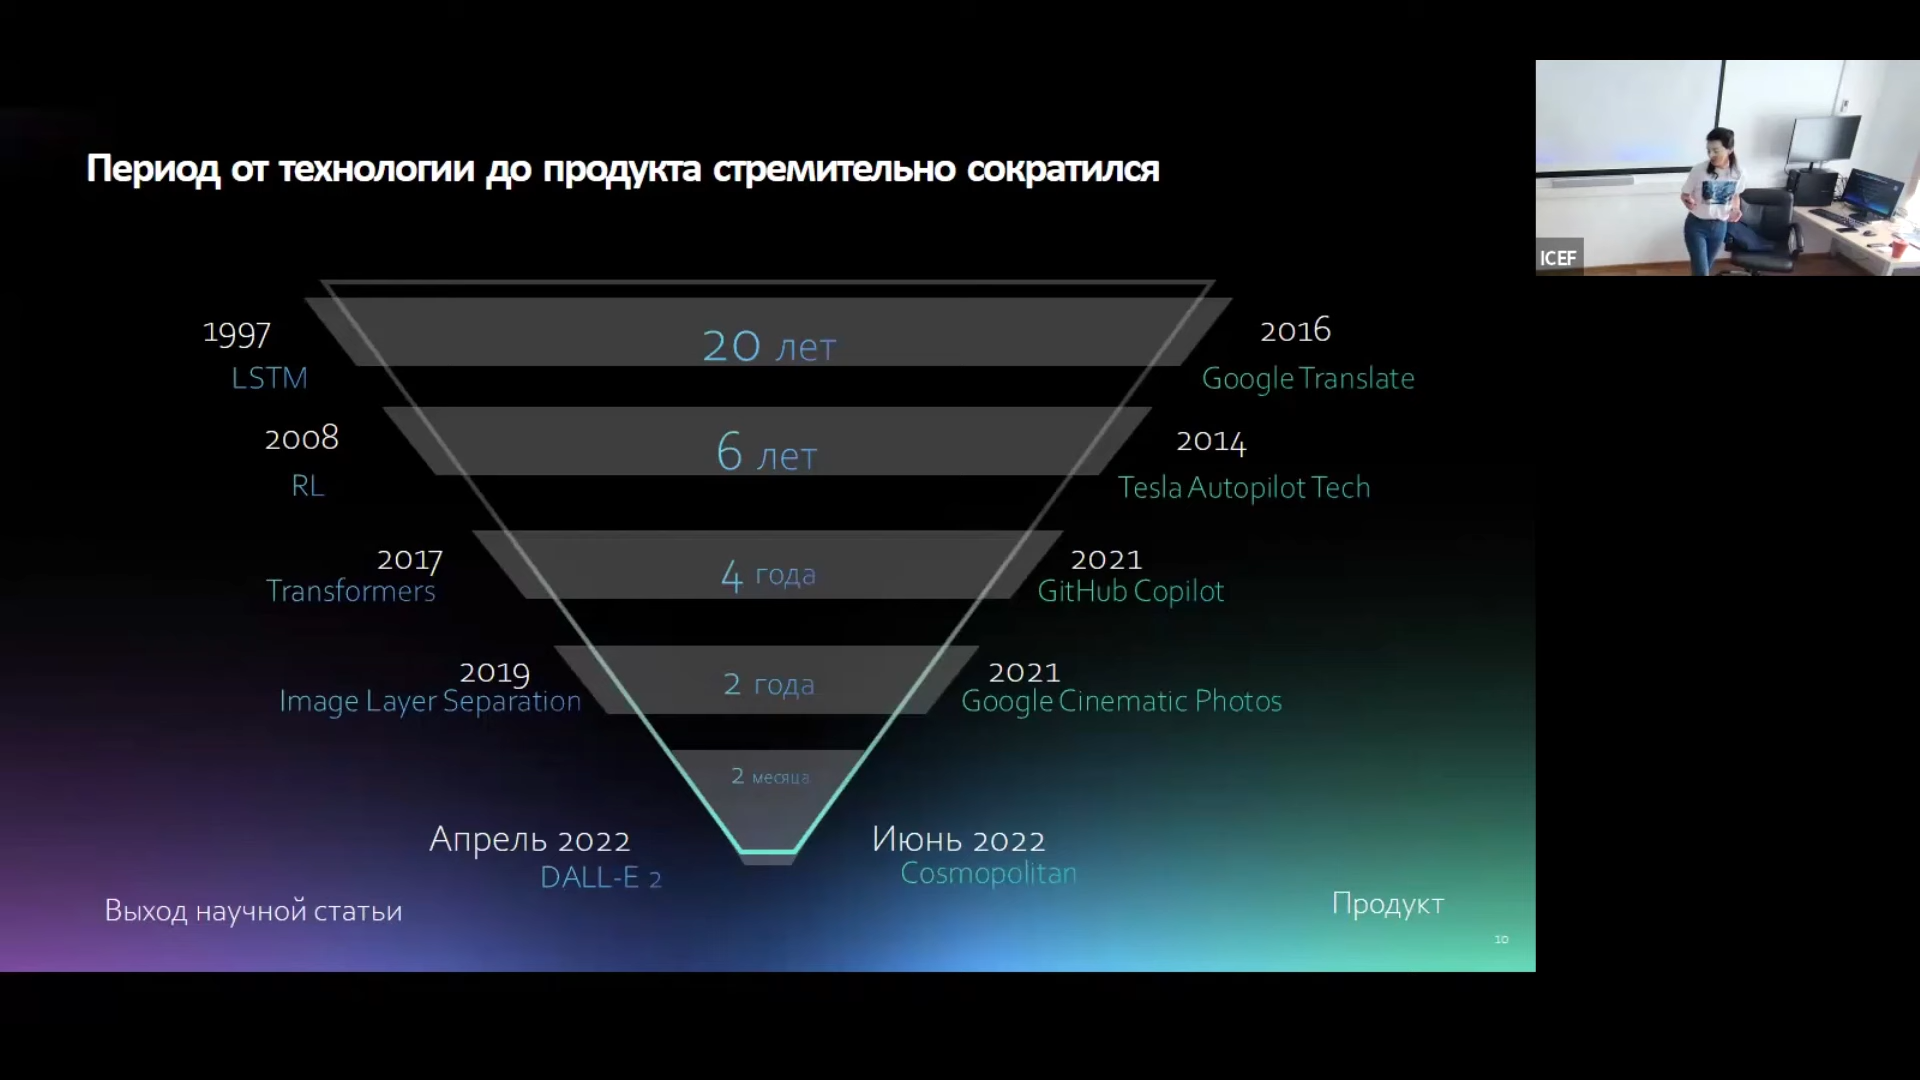 Период от технологии до продукта стремительно сократился
ICEF
1997
20 лет
2016
LSTM
Google Translate
2008
6 лет
2014
RL
Tesla Autopilot Tech
2017
4 года
2021
Transformers
GitHub Copilot
2019
2 года
2021
Image Layer Separation
Google Cinematic Photos
2 месяца
Апрель 2022
Июнь 2022
DALL-E 2
Cosmopolitan
Выход научной статьи
Продукт
10